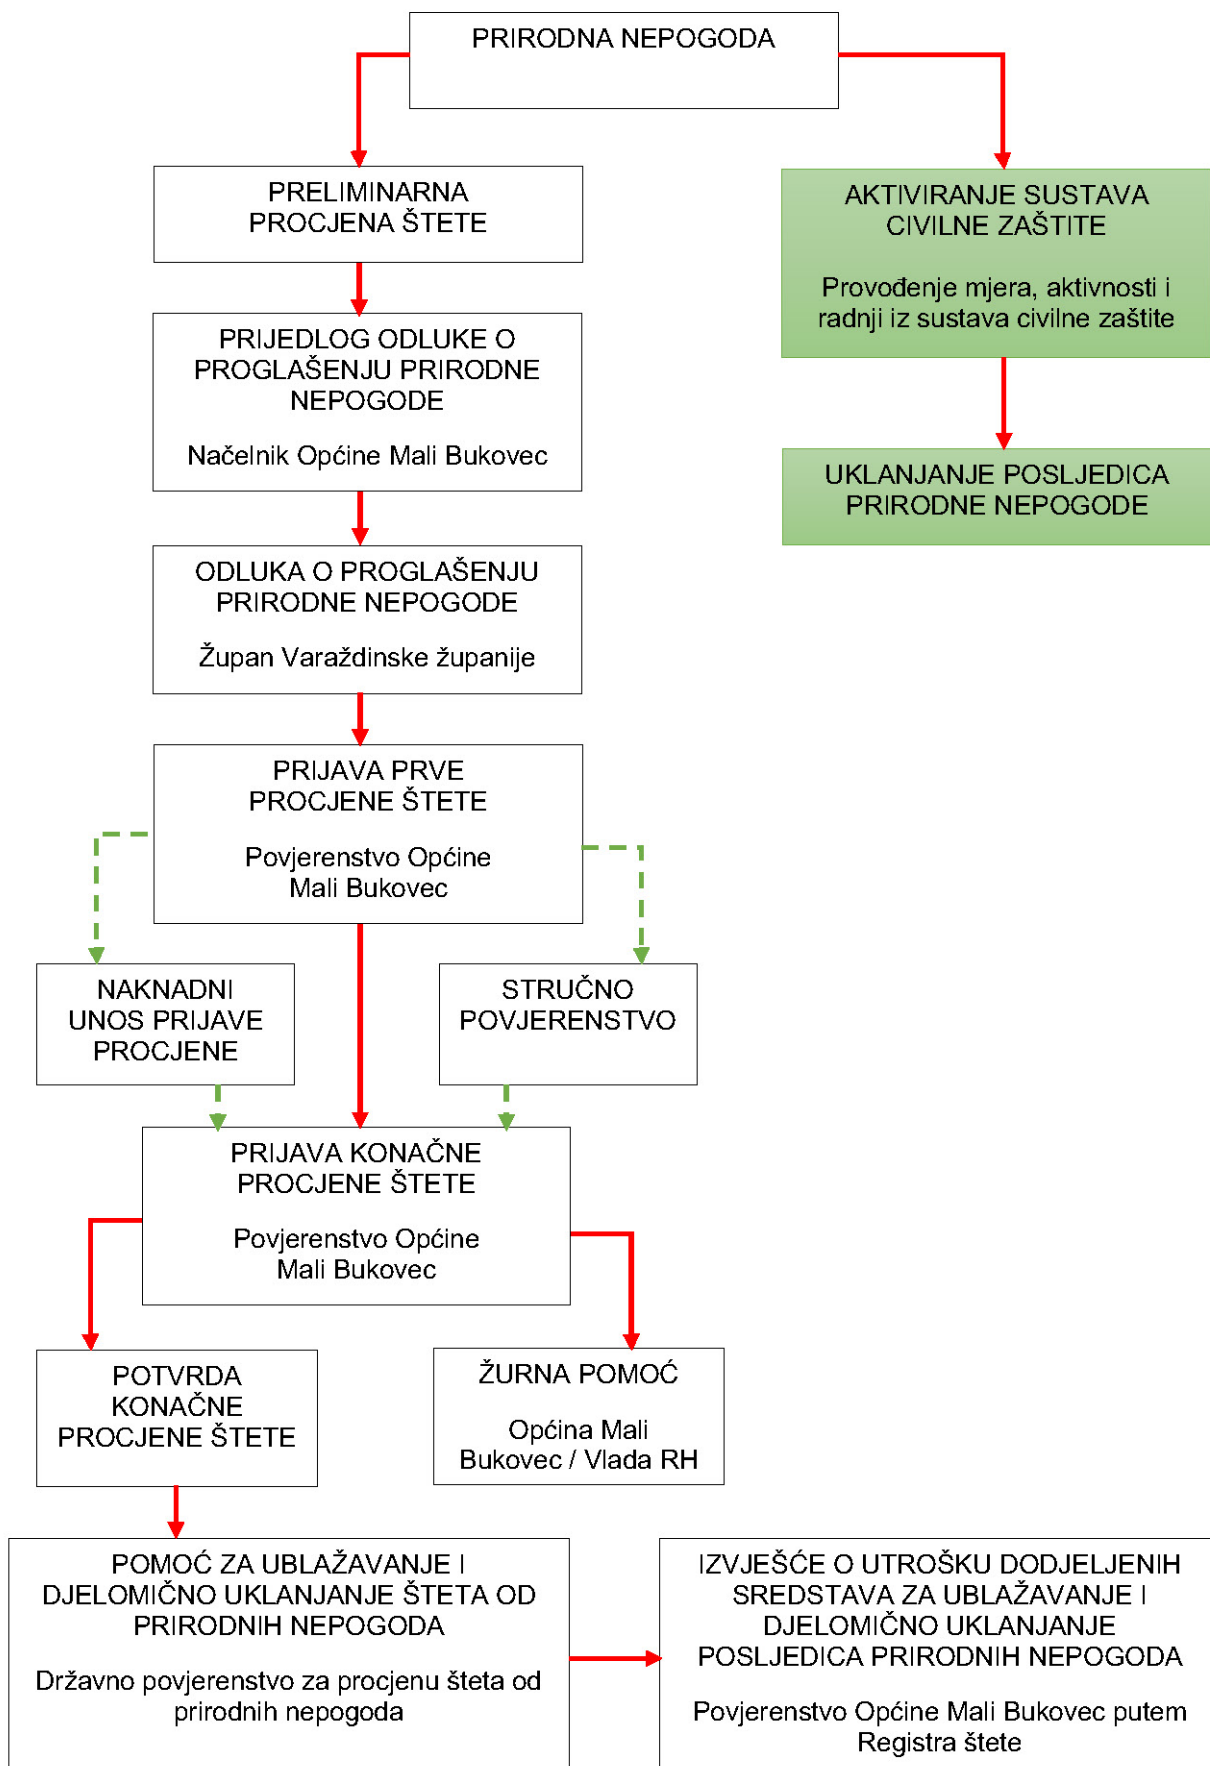 PRIRODNA NEPOGODA
PRELIMINARNA
PROCJENA ŠTETE
AKTIVIRANJE SUSTAVA
CIVILNE ZAŠTITE
Provođenje mjera, aktivnosti i
radnji iz sustava civilne zaštite
PRIJEDLOG ODLUKE O
PROGLAŠENJU PRIRODNE
NEPOGODE
Načelnik Općine Mali Bukovec
UKLANJANJE POSLJEDICA
PRIRODNE NEPOGODE
ODLUKA O PROGLAŠENJU
PRIRODNE NEPOGODE
Župan Varaždinske županije
PRIJAVA PRVE
PROCJENE ŠTETE
Povjerenstvo Općine
Mali Bukovec
NAKNADNI
UNOS PRIJAVE
PROCJENE
STRUČNO
POVJERENSTVO
PRIJAVA KONAČNE
PROCJENE ŠTETE
Povjerenstvo Općine
Mali Bukovec
POTVRDA
KONAČNE
PROCJENE ŠTETE
ŽURNA POMOĆ
Općina Mali
Bukovec / Vlada RH
POMOĆ ZA UBLAŽAVANJE I
DJELOMIČNO UKLANJANJE ŠTETA OD
PRIRODNIH NEPOGODA
Državno povjerenstvo za procjenu šteta od
prirodnih nepogoda
IZVJEŠĆE O UTROŠKU DODJELJENIH
SREDSTAVA ZA UBLAŽAVANJE I
DJELOMIČNO UKLANJANJE
POSLJEDICA PRIRODNIH NEPOGODA
Povjerenstvo Općine Mali Bukovec putem
Registra štete